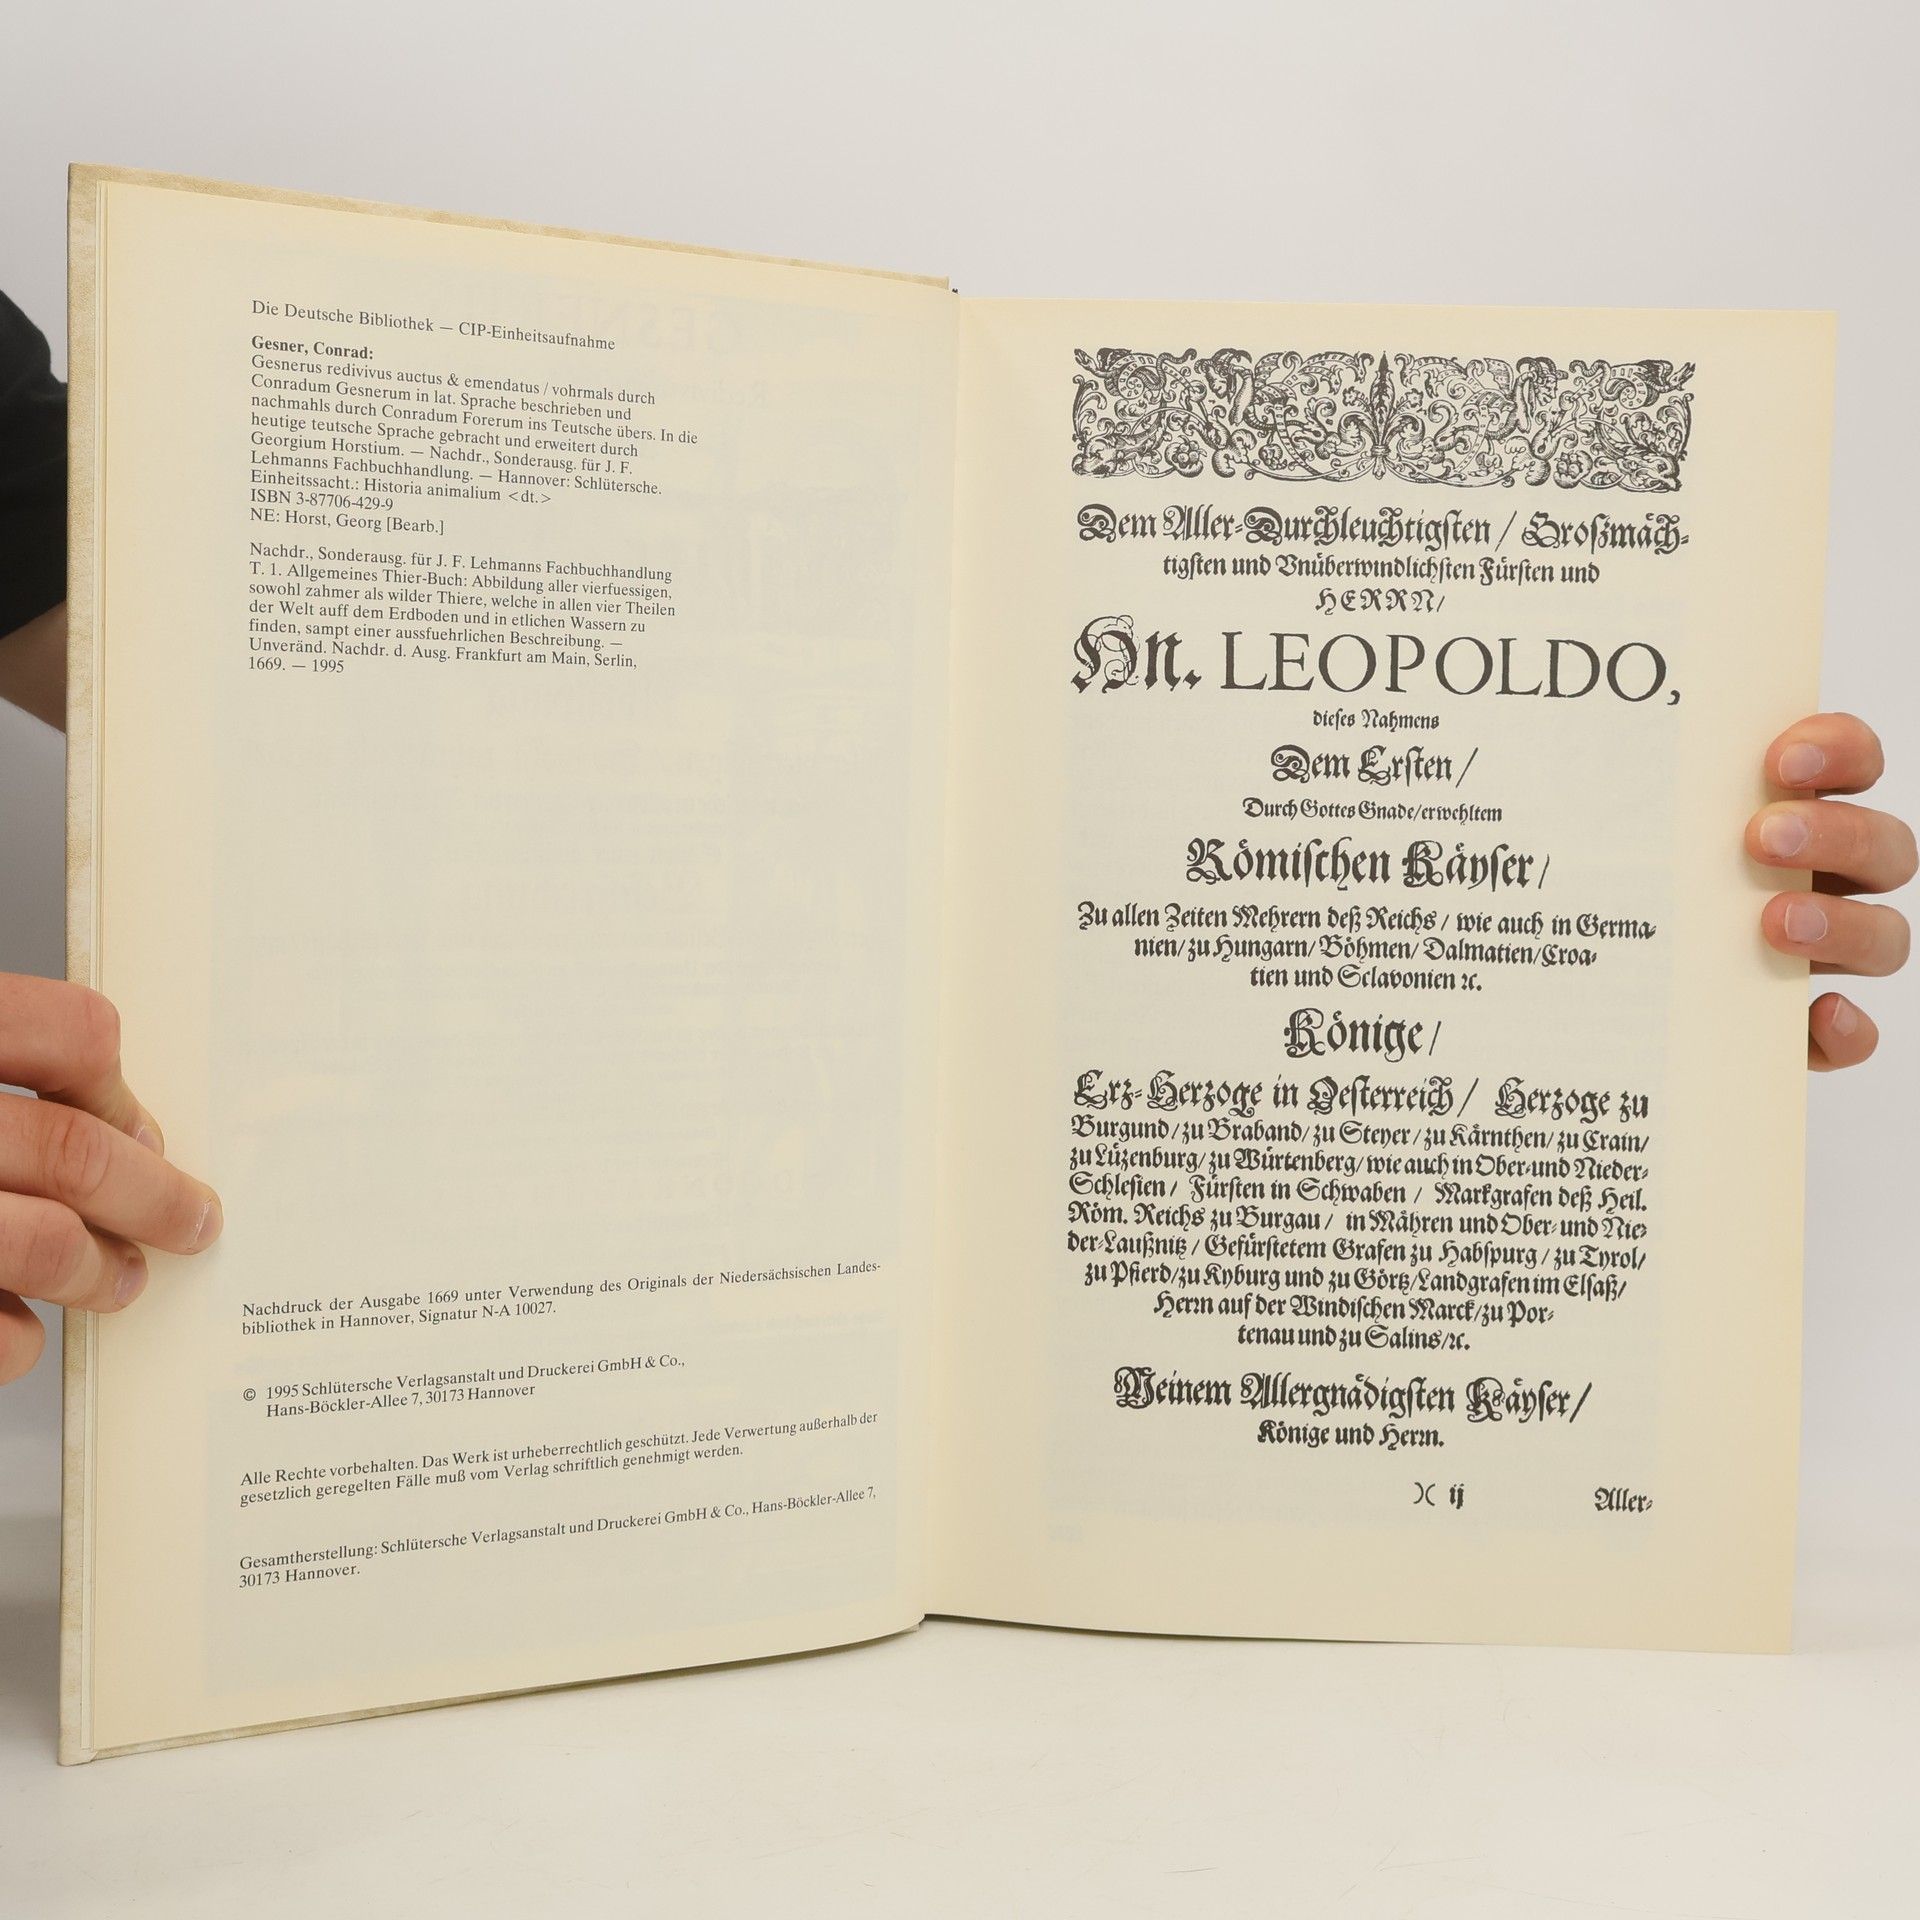 Die Deutsche Bibliothek — CIP-Einheitsaufnahme
Gesner, Conrad:
Gesnerus redivivus auctus & emendatus / vohrmals durch
Conradum Gesnerum in lat. Sprache beschrieben und
nachmahls durch Conradum Forerum ins Teutsche übers. In die
heutige teutsche Sprache gebracht und erweitert durch
Georgium Horstium. — Nachdr., Sonderausg. für J. F.
Lehmanns Fachbuchhandlung. — Hannover: Schlütersche.
Einheitssacht.: Historia animalium <dt.>
ISBN 3-87706-429-9
NE: Horst, Georg [Bearb.]
Nachdr., Sonderausg. für J. F. Lehmanns Fachbuchhandlung
T. 1. Allgemeines Thier-Buch: Abbildung aller vierfuessigen,
sowohl zahmer als wilder Thiere, welche in allen vier Theilen
der Welt auff dem Erdboden und in etlichen Wassern zu
finden, sampt einer aussfuehrlichen Beschreibung. —
Unveränd. Nachdr. d. Ausg. Frankfurt am Main, Serlin,
1669. — 1995
Nachdruck der Ausgabe 1669 unter Verwendung des Originals der Niedersächsischen Landes-
bibliothek in Hannover, Signatur N-A 10027.
© 1995 Schlütersche Verlagsanstalt und Druckerei GmbH & Co.,
Hans-Böckler-Allee 7, 30173 Hannover
Alle Rechte vorbehalten. Das Werk ist urheberrechtlich geschützt. Jede Verwertung außerhalb der
gesetzlich geregelten Fälle muß vom Verlag schriftlich genehmigt werden.
Gesamtherstellung: Schlütersche Verlagsanstalt und Druckerei GmbH & Co., Hans-Böckler-Allee 7,
30173 Hannover.
Dem Aller-Durchleuchtigſten / Großmäch-
tigſten und Vnüberwindlichſten Fürſten und
HERRN/
Hn. LEOPOLDO,
dieſes Nahmens
Dem Erſten /
Durch Gottes Gnade/erwehltem
Römiſchen Käyſer /
Zu allen Zeiten Mehrern deß Reichs / wie auch in Germa-
nien/ zu Hungarn/ Böhmen/ Dalmatien/Croa-
tien und Sclavonien ꝛc.
Könige /
Erz-Herzoge in Oeſterreich / Herzoge zu
Burgund/zu Braband/ zu Steyer/zu Kärnthen/ zu Crain/
zu Lüzenburg/zu Würtenberg/ wie auch in Ober-und Nieder-
Schleſien / Fürſten in Schwaben / Markgrafen deß Heil.
Röm. Reichs zu Burgau / in Mähren und Ober- und Nie-
der-Laußnitz / Gefürſtetem Grafen zu Habſpurg / zu Tyrol/
zu Pfierd/zu Kyburg und zu Görtz/Landgrafen im Elſaß/
Herrn auf der Windiſchen Marck/zu Por-
tenau und zu Salins/ꝛc.
Meinem Allergnädigſten Käyſer /
Könige und Herrn.
)( ij
Aller-